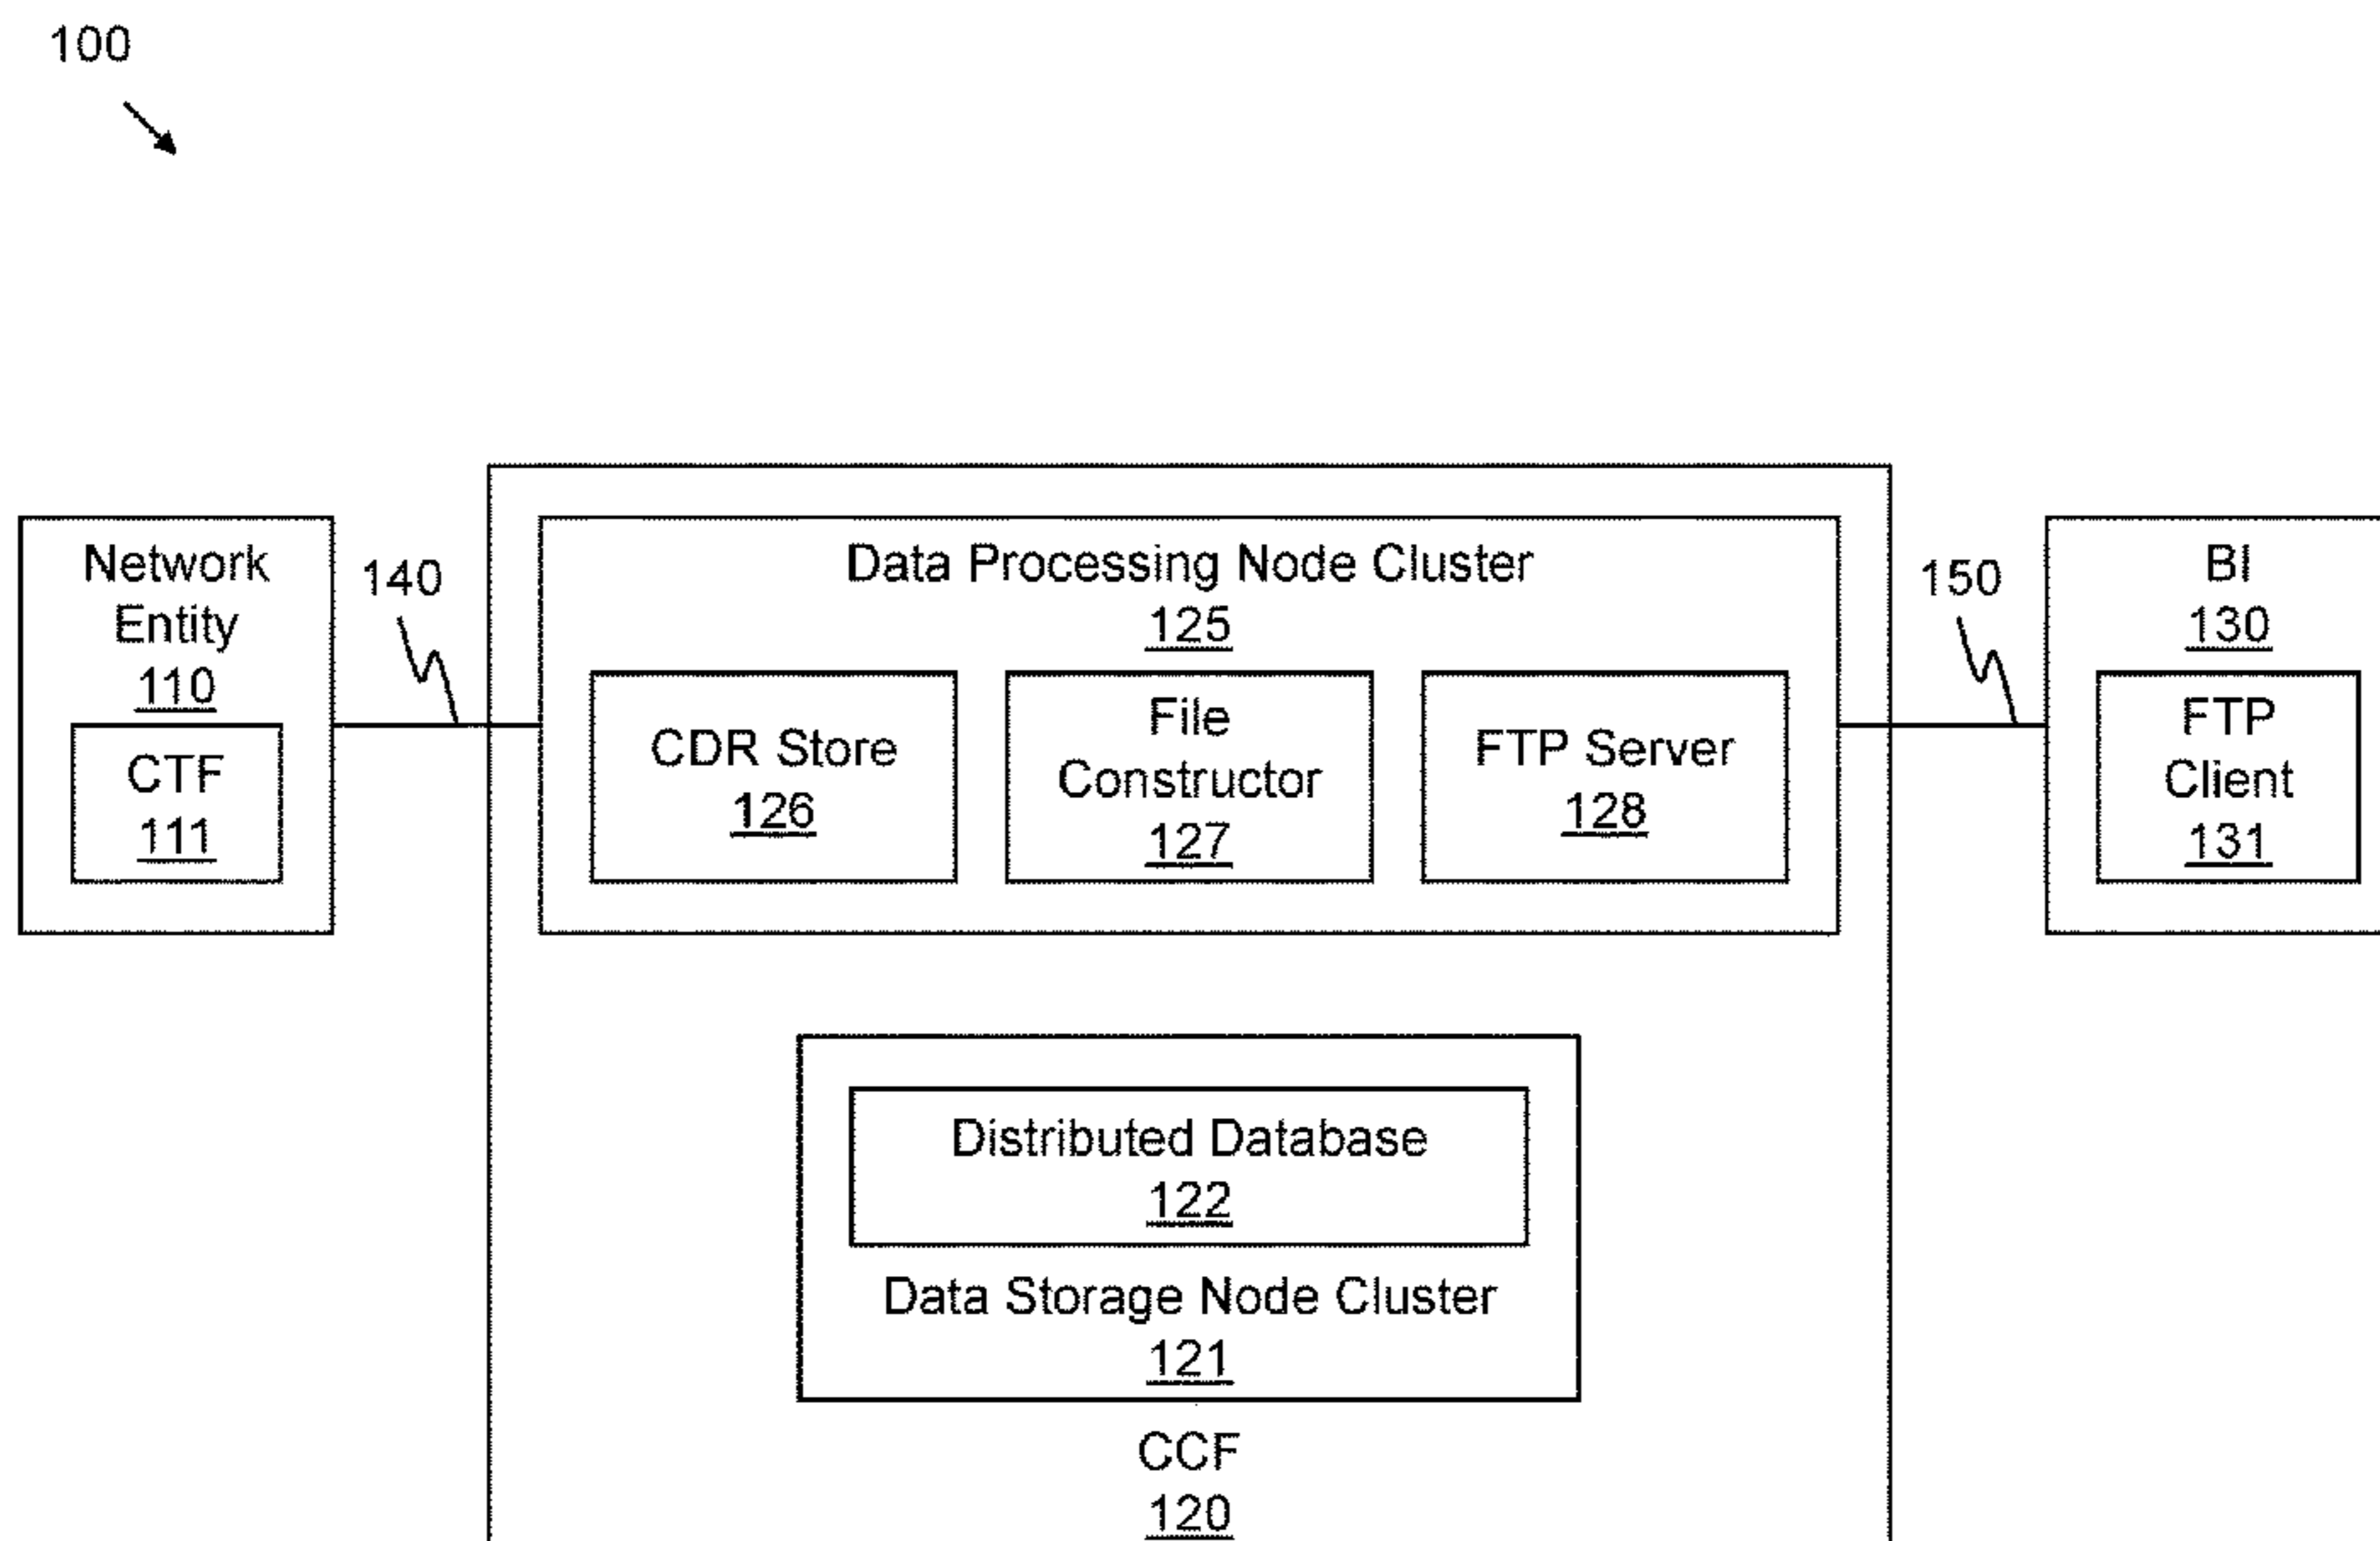 100
Network
Entity
110
CTF
111
140
Data Processing Node Cluster
125
CDR Store
126
File
Constructor
127
FTP Server
128
150
BI
130
FTP
Client
131
Distributed Database
122
Data Storage Node Cluster
121
CCF
120